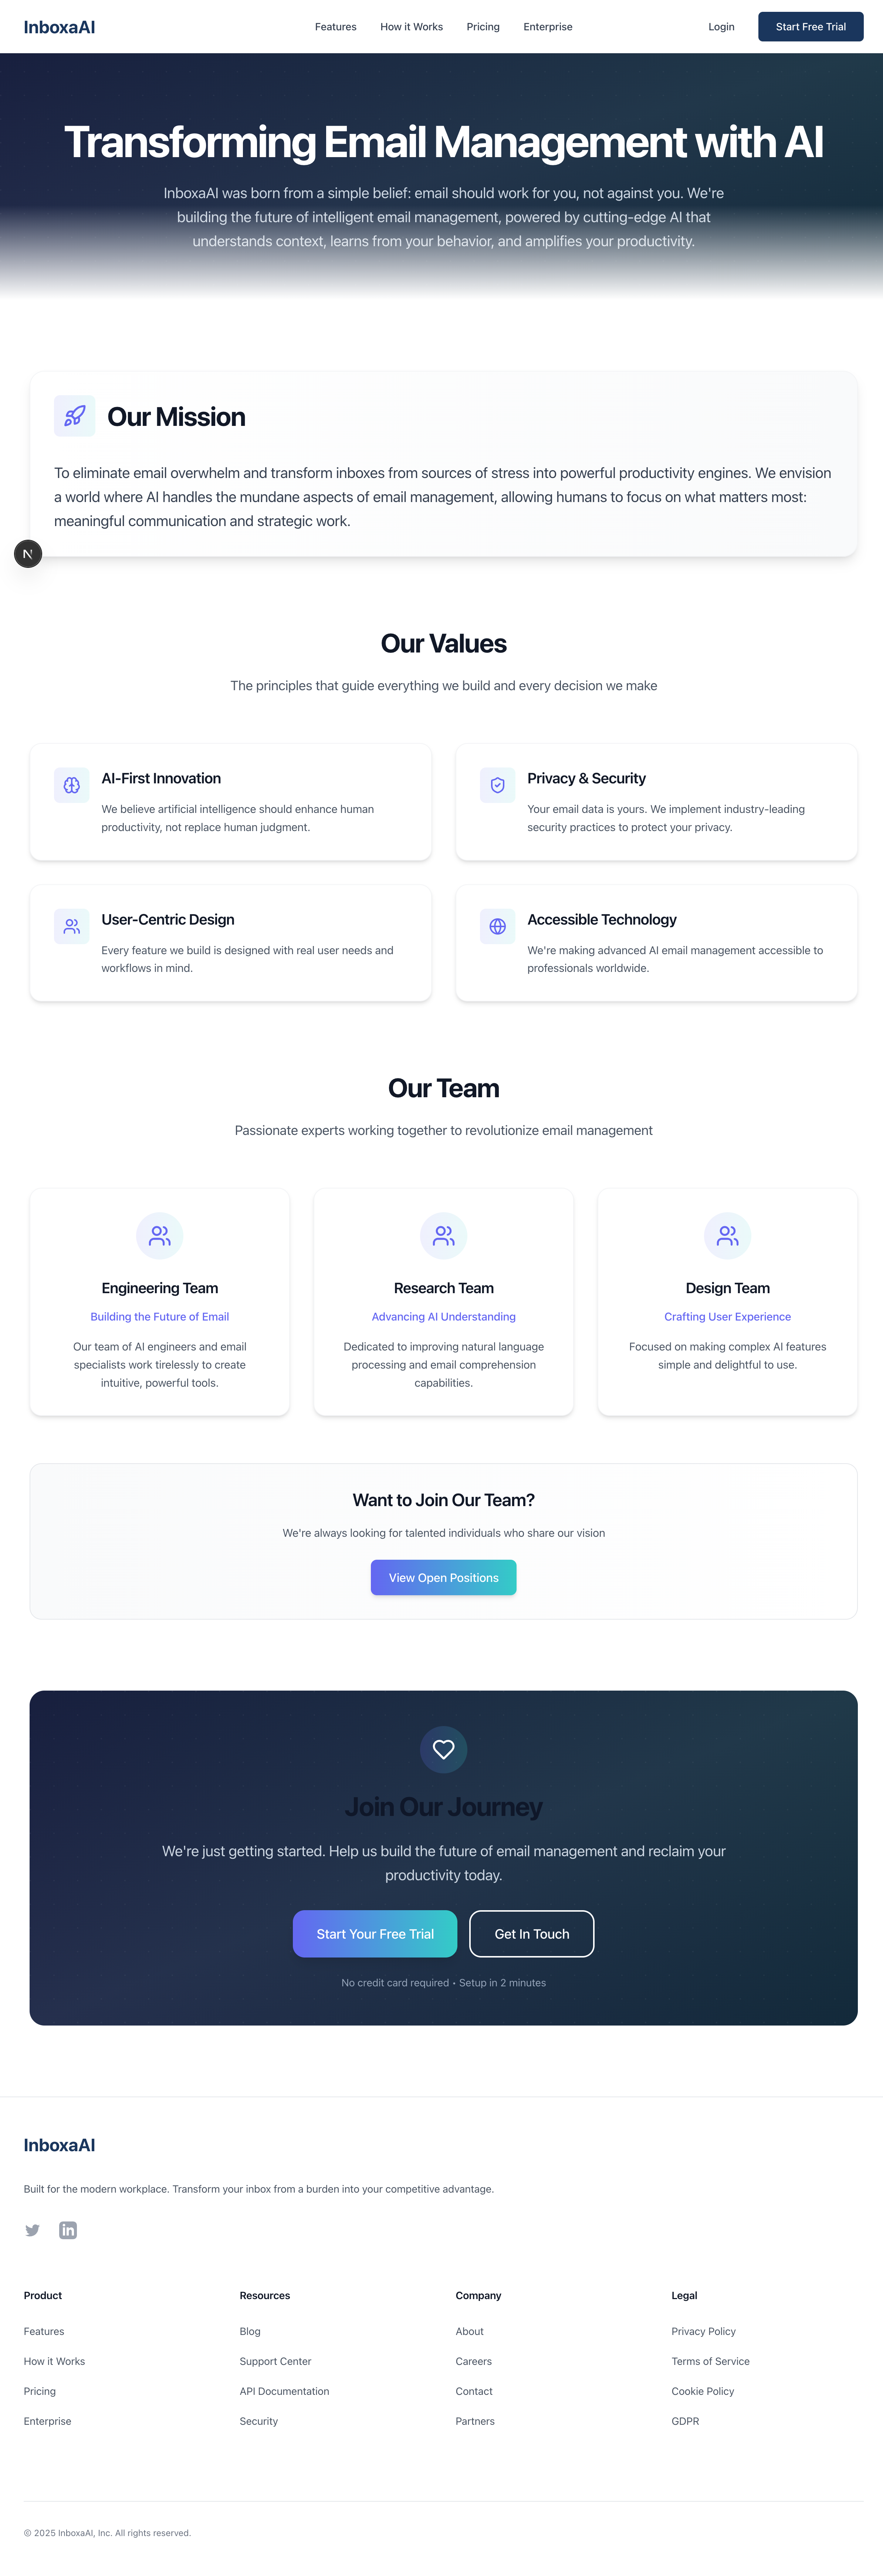 InboxaAI
Features
How it Works
Pricing
Enterprise
Login
Start Free Trial
Transforming Email Management with AI
InboxaAI was born from a simple belief: email should work for you, not against you. We're
building the future of intelligent email management, powered by cutting-edge AI that
understands context, learns from your behavior, and amplifies your productivity.
Our Mission
To eliminate email overwhelm and transform inboxes from sources of stress into powerful productivity engines. We envision
a world where AI handles the mundane aspects of email management, allowing humans to focus on what matters most:
meaningful communication and strategic work.
N
Our Values
The principles that guide everything we build and every decision we make
AI-First Innovation
We believe artificial intelligence should enhance human
productivity, not replace human judgment.
Privacy & Security
Your email data is yours. We implement industry-leading
security practices to protect your privacy.
User-Centric Design
Every feature we build is designed with real user needs and
workflows in mind.
Accessible Technology
We're making advanced AI email management accessible to
professionals worldwide.
Our Team
Passionate experts working together to revolutionize email management
Engineering Team
Building the Future of Email
Our team of AI engineers and email
specialists work tirelessly to create
intuitive, powerful tools.
Research Team
Advancing AI Understanding
Dedicated to improving natural language
processing and email comprehension
capabilities.
Design Team
Crafting User Experience
Focused on making complex AI features
simple and delightful to use.
Want to Join Our Team?
We're always looking for talented individuals who share our vision
View Open Positions
Join Our Journey
We're just getting started. Help us build the future of email management and reclaim your
productivity today.
Start Your Free Trial
Get In Touch
No credit card required • Setup in 2 minutes
InboxaAI
Built for the modern workplace. Transform your inbox from a burden into your competitive advantage.
in
Product
Features
How it Works
Pricing
Enterprise
Resources
Blog
Support Center
API Documentation
Security
Company
About
Careers
Contact
Partners
Legal
Privacy Policy
Terms of Service
Cookie Policy
GDPR
© 2025 InboxaAI, Inc. All rights reserved.